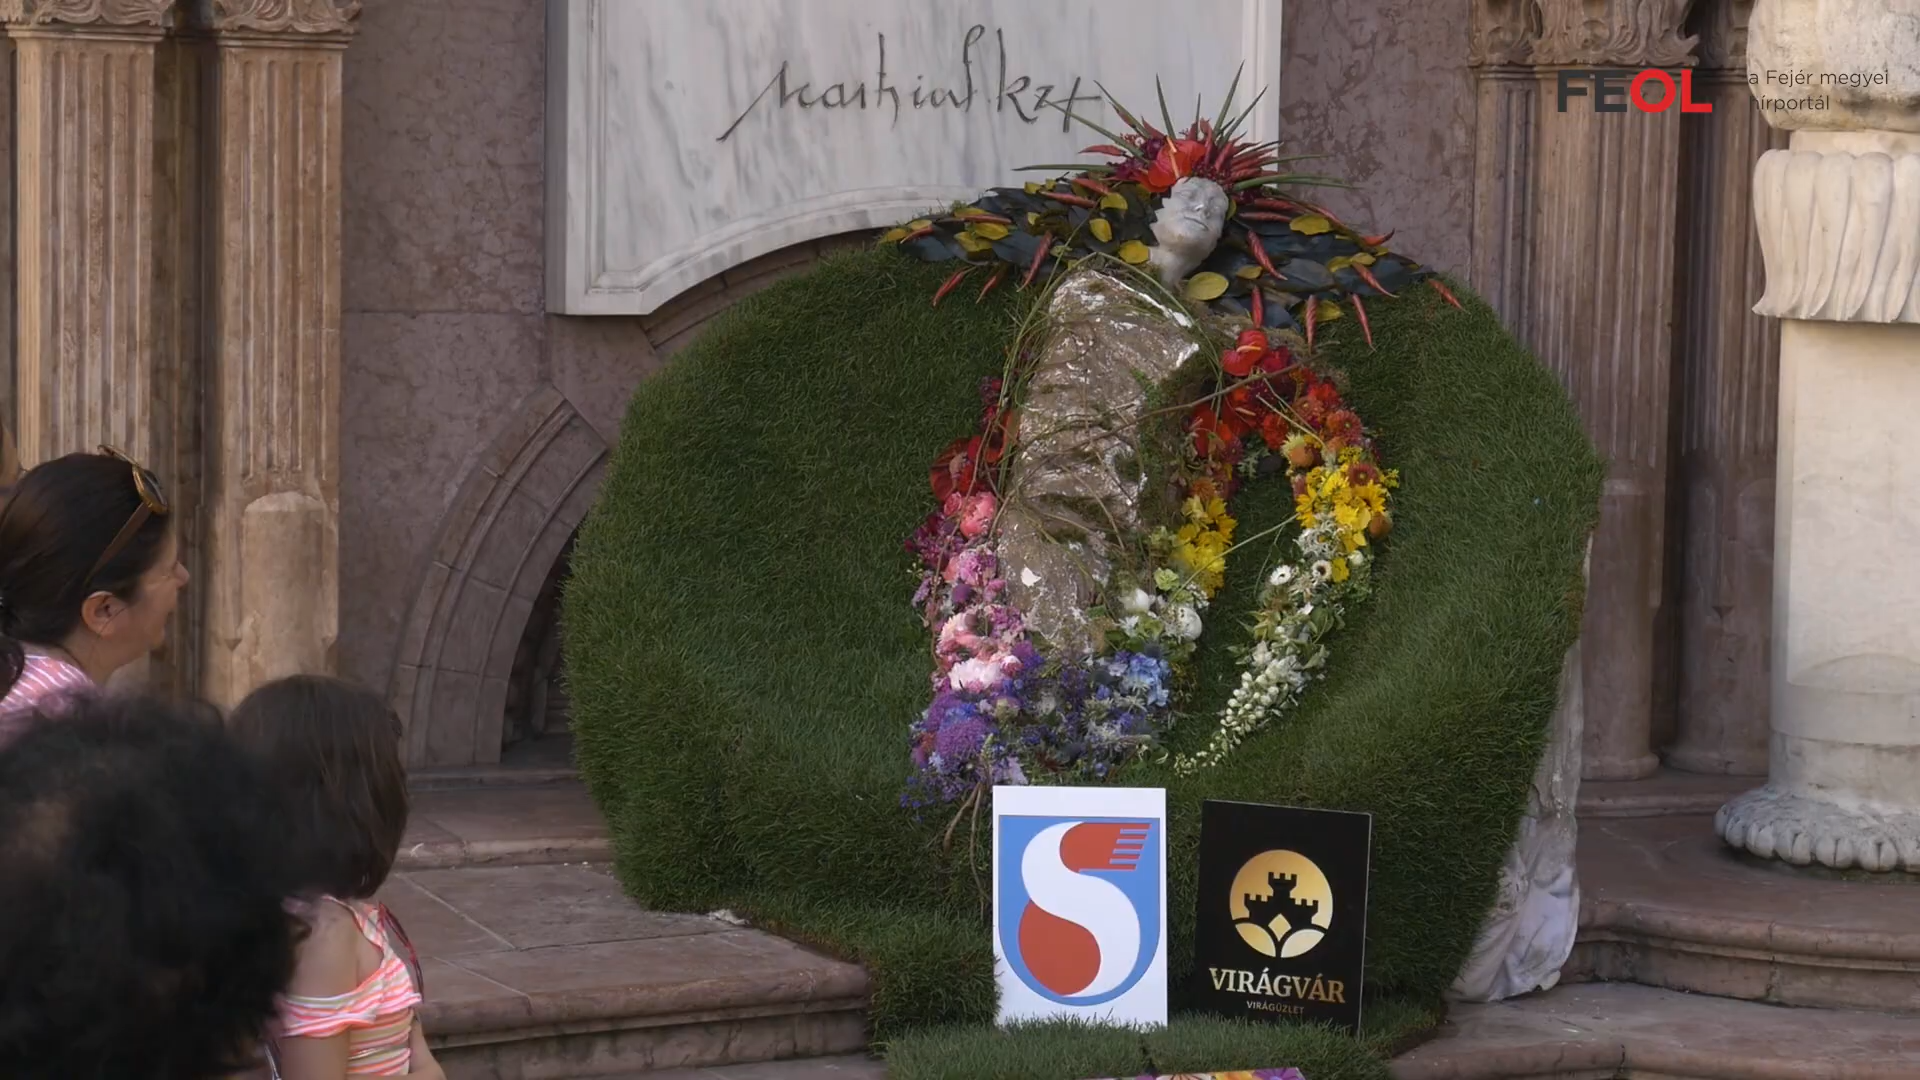 FEOL
a Fejér megyei
hírportál
S
VIRÁGVÁR
VIRÁGÜZLET